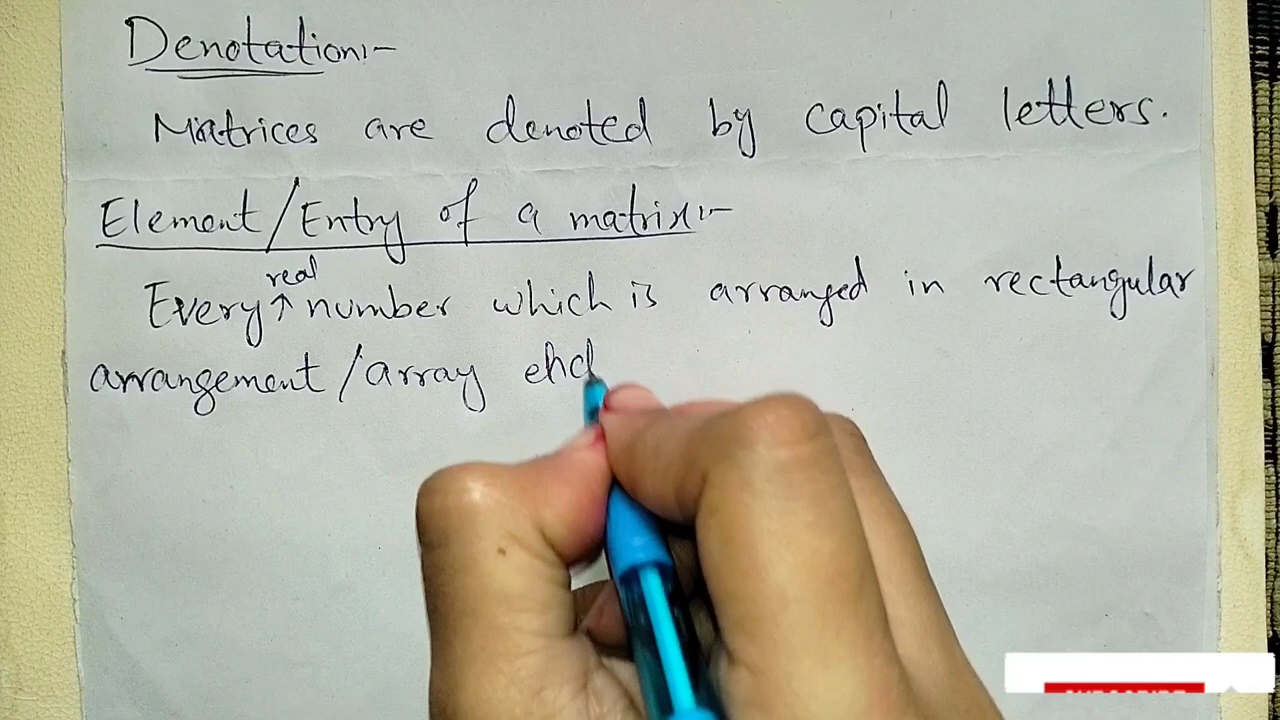 Denotation:-
Matrices are denoted by capital letters.
Element/Entry of a matrix:-
real
Every↑ number which is arranged in rectangular
arrangement/array encl